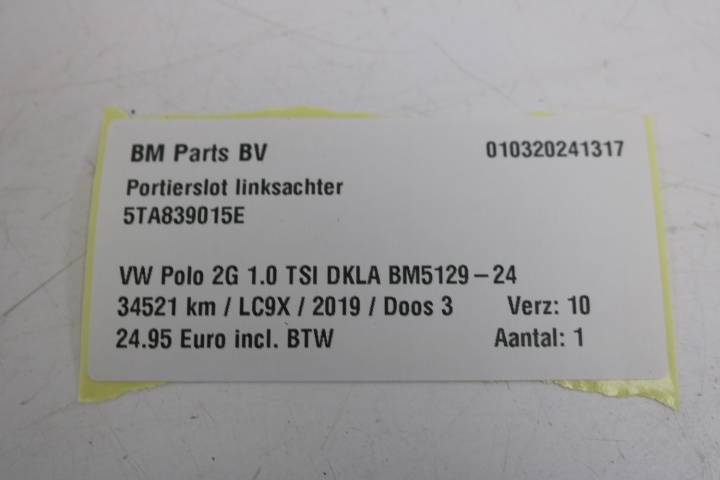 BM Parts BV 010320241317
Portierslot linksachter
5TA839015E
VW Polo 2G 1.0 TSI DKLA BM5129-24
34521 km / LC9X / 2019 / Doos 3 Verz: 10
24.95 Euro incl. BTW Aantal: 1